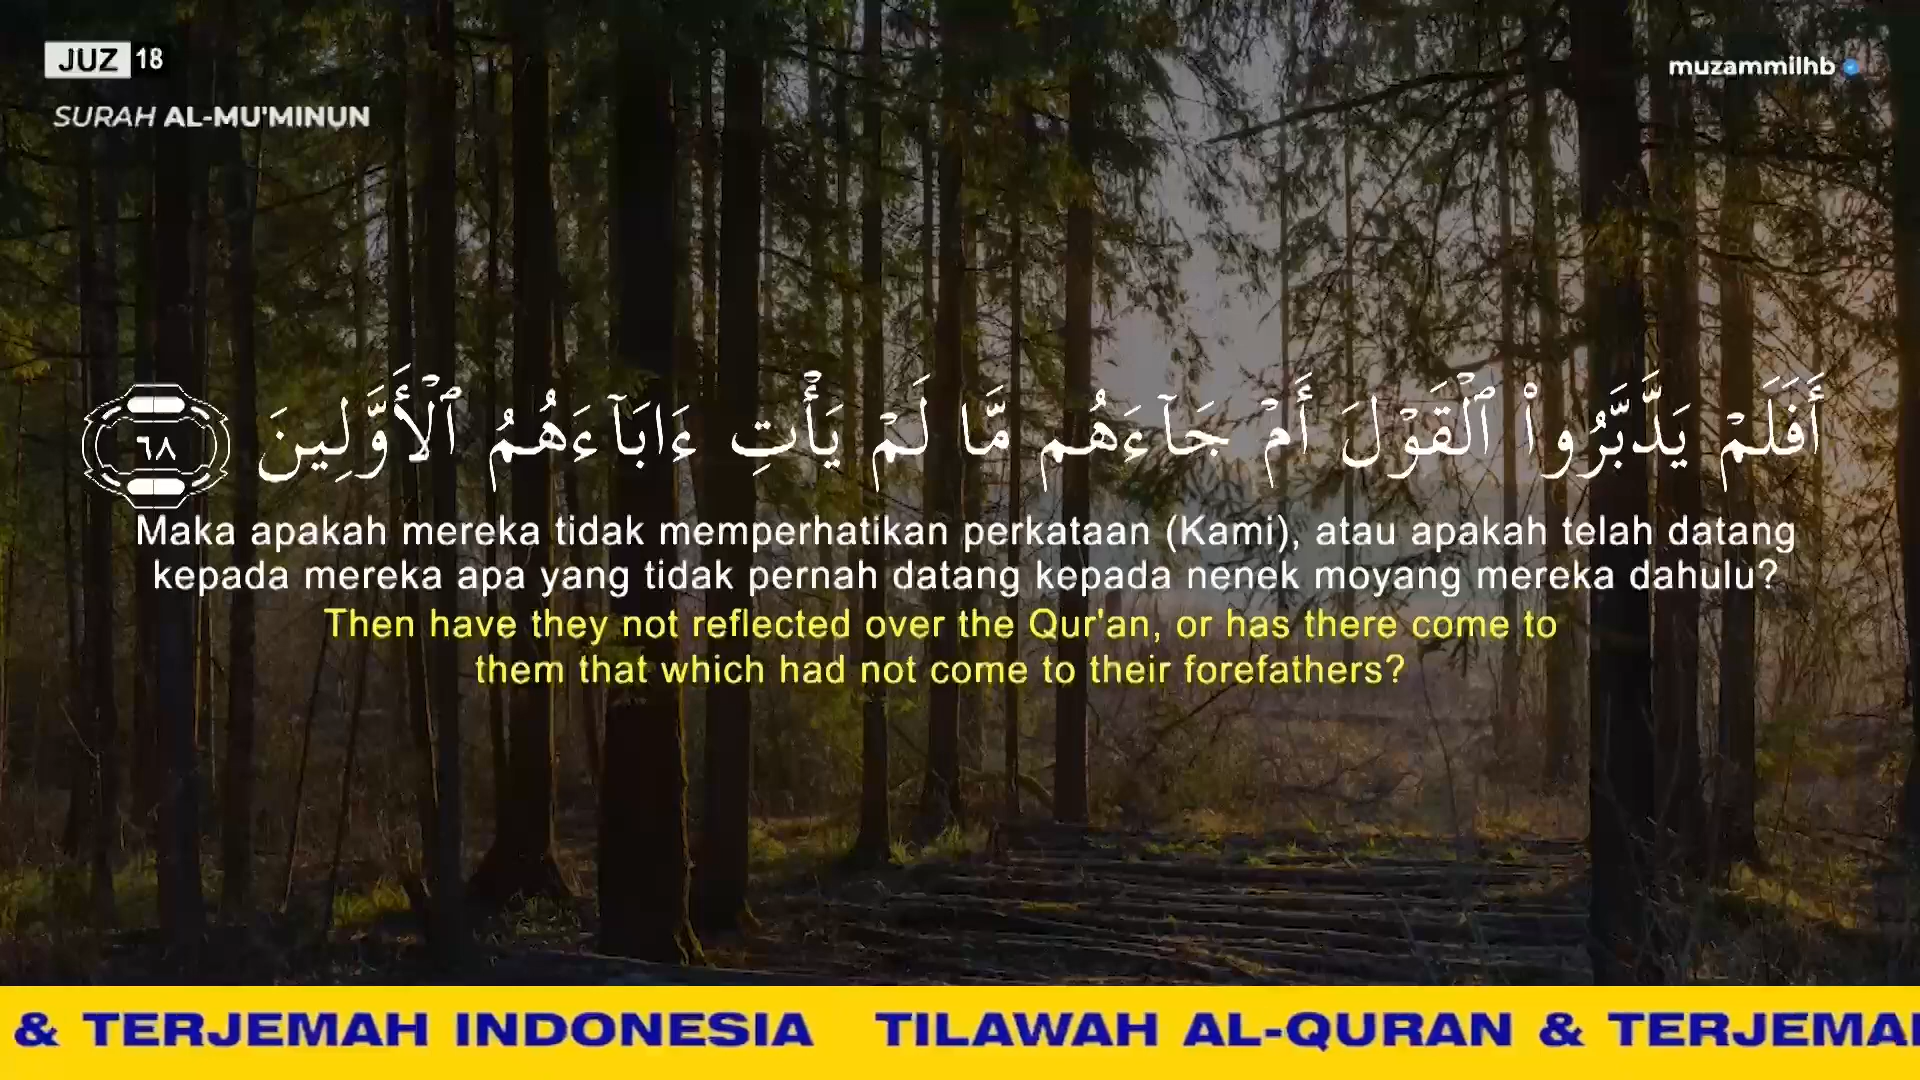 JUZ 18
muzammilhb
SURAH AL-MU'MINUN
أَفَلَمْ يَدَّبَّرُوا۟ ٱلْقَوْلَ أَمْ جَآءَهُم مَّا لَمْ يَأْتِ ءَابَآءَهُمُ ٱلْأَوَّلِينَ ٦٨
Maka apakah mereka tidak memperhatikan perkataan (Kami), atau apakah telah datang
kepada mereka apa yang tidak pernah datang kepada nenek moyang mereka dahulu?
Then have they not reflected over the Qur'an, or has there come to
them that which had not come to their forefathers?
& TERJEMAH INDONESIA TILAWAH AL-QURAN & TERJEMA